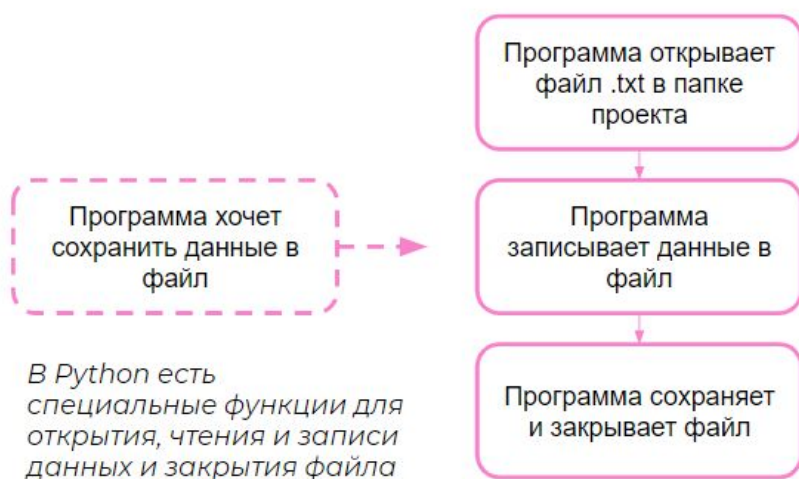 Программа открывает
файл .txt в папке
проекта
Программа хочет
сохранить данные в
файл
Программа
записывает данные в
файл
В Python есть
специальные функции для
открытия, чтения и записи
данных и закрытия файла
Программа сохраняет
и закрывает файл